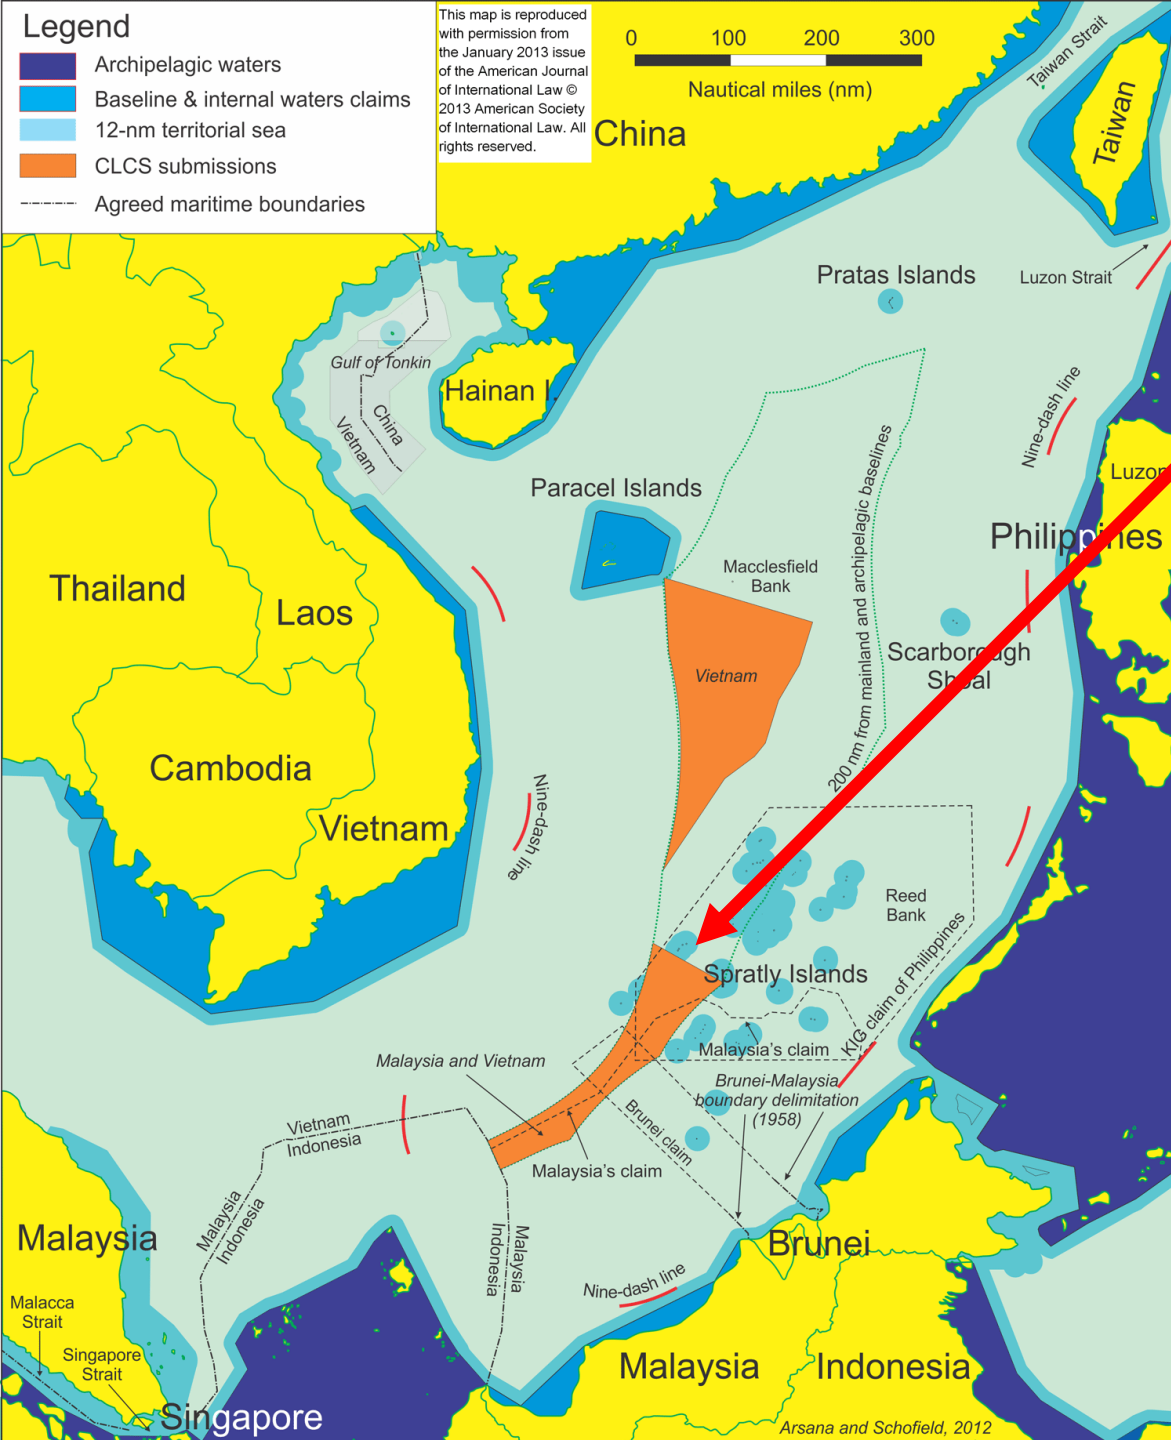 Legend
Archipelagic waters
Baseline & internal waters claims
12-nm territorial sea
CLCS submissions
Agreed maritime boundaries
This map is reproduced
with permission from
the January 2013 issue
of the American Journal
of International Law ©
2013 American Society
of International Law. All
rights reserved.
0 100 200 300
Nautical miles (nm)
China
Taiwan Strait
Taiwan
Luzon Strait
Pratas Islands
Gulf of Tonkin
China
Vietnam
Hainan I.
Nine-dash line
Luzon
Paracel Islands
Philippines
Macclesfield
Bank
200 nm from mainland and archipelagic baselines
Thailand
Laos
Scarborough
Shoal
Vietnam
Cambodia
Vietnam
Nine-dash line
Reed
Bank
Spratly Islands
KIG claim of Philippines
Malaysia's claim
Malaysia and Vietnam
Brunei-Malaysia
boundary delimitation
(1958)
Brunei claim
Vietnam
Indonesia
Malaysia's claim
Malaysia
Indonesia
Malaysia
Indonesia
Malaysia
Brunei
Nine-dash line
Malacca
Strait
Singapore
Strait
Malaysia
Indonesia
Singapore
Arsana and Schofield, 2012